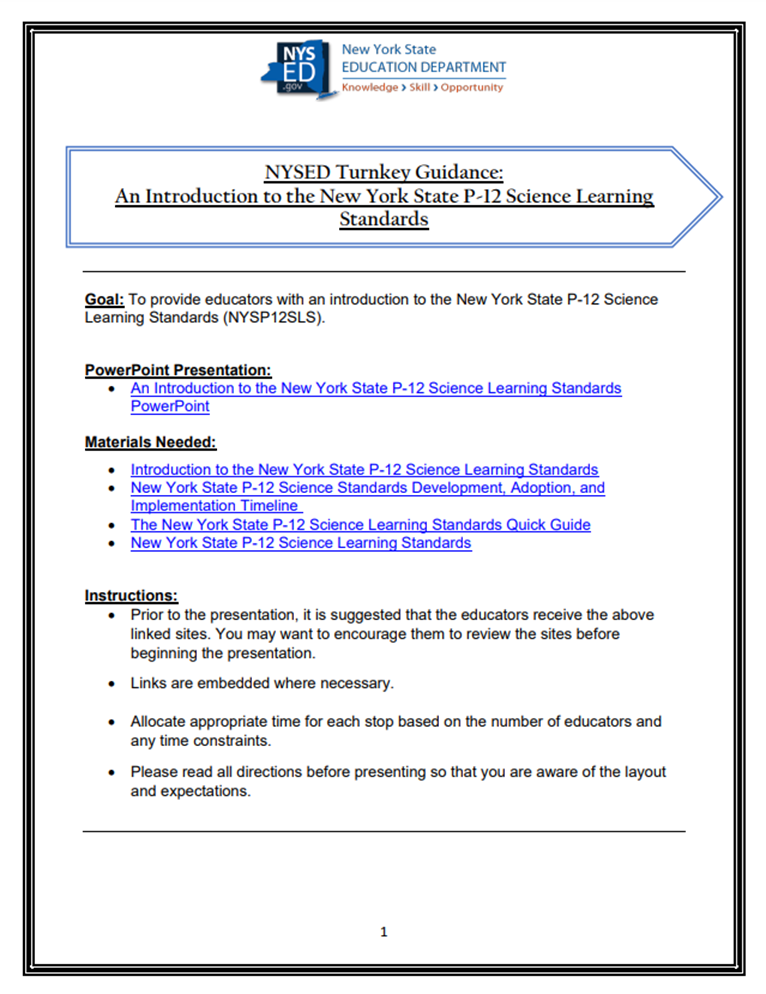 NYS
ED
.gov
New York State
EDUCATION DEPARTMENT
Knowledge › Skill › Opportunity
NYSED Turnkey Guidance:
An Introduction to the New York State P-12 Science Learning
Standards
Goal: To provide educators with an introduction to the New York State P-12 Science
Learning Standards (NYSP12SLS).
PowerPoint Presentation:
• An Introduction to the New York State P-12 Science Learning Standards
PowerPoint
Materials Needed:
• Introduction to the New York State P-12 Science Learning Standards
• New York State P-12 Science Standards Development, Adoption, and
Implementation Timeline
• The New York State P-12 Science Learning Standards Quick Guide
• New York State P-12 Science Learning Standards
Instructions:
• Prior to the presentation, it is suggested that the educators receive the above
linked sites. You may want to encourage them to review the sites before
beginning the presentation.
• Links are embedded where necessary.
• Allocate appropriate time for each stop based on the number of educators and
any time constraints.
• Please read all directions before presenting so that you are aware of the layout
and expectations.
1